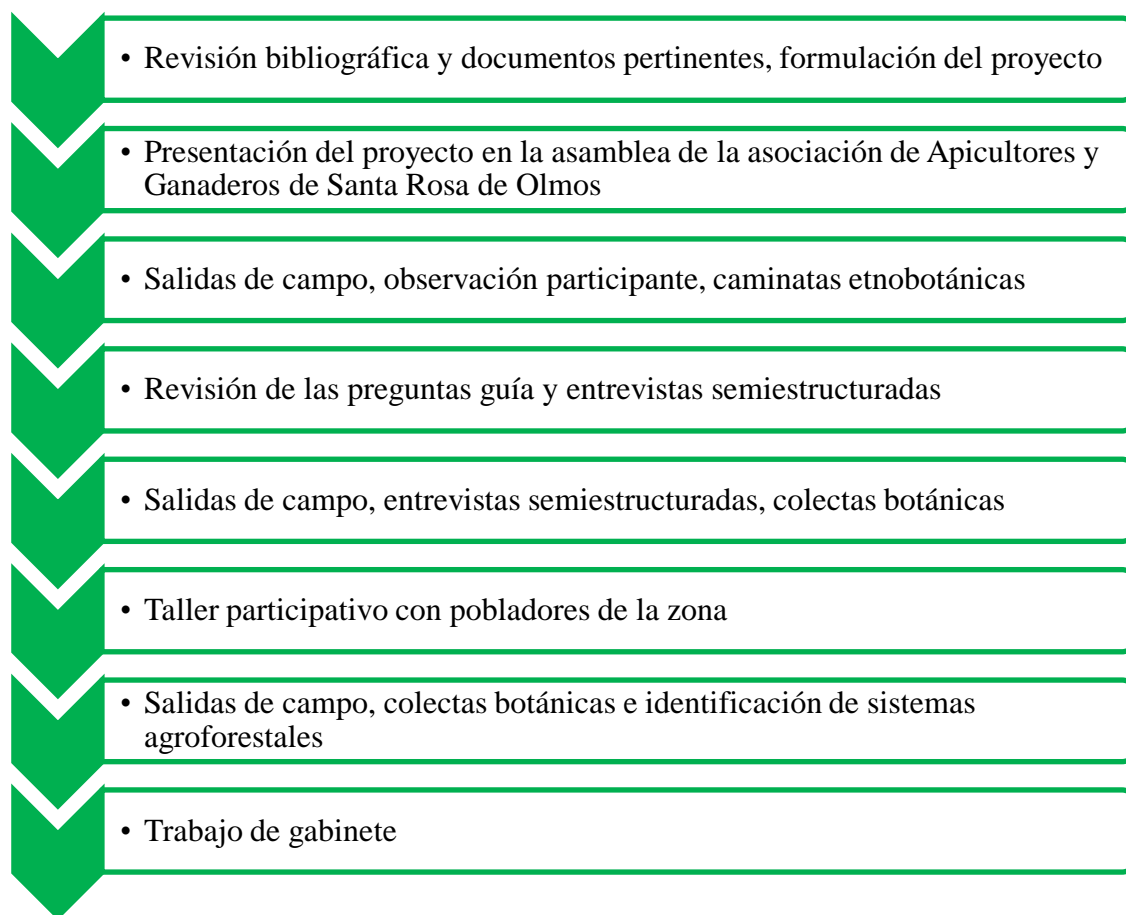 • Revisión bibliográfica y documentos pertinentes, formulación del proyecto
• Presentación del proyecto en la asamblea de la asociación de Apicultores y
Ganaderos de Santa Rosa de Olmos
• Salidas de campo, observación participante, caminatas etnobotánicas
• Revisión de las preguntas guía y entrevistas semiestructuradas
• Salidas de campo, entrevistas semiestructuradas, colectas botánicas
• Taller participativo con pobladores de la zona
• Salidas de campo, colectas botánicas e identificación de sistemas
agroforestales
• Trabajo de gabinete